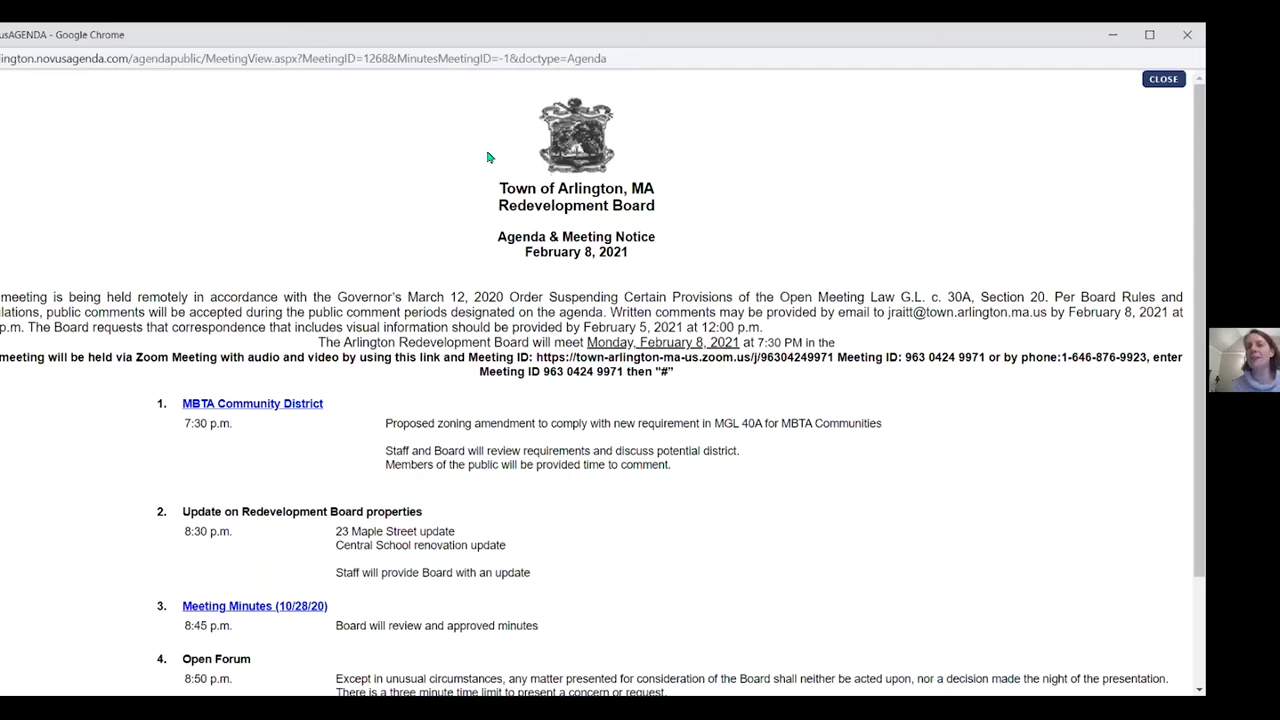 usAGENDA - Google Chrome
ington.novusagenda.com/agendapublic/MeetingView.aspx?MeetingID=1268&MinutesMeetingID=-1&doctype=Agenda
CLOSE
Town of Arlington, MA
Redevelopment Board
Agenda & Meeting Notice
February 8, 2021
meeting is being held remotely in accordance with the Governor's March 12, 2020 Order Suspending Certain Provisions of the Open Meeting Law G.L. c. 30A, Section 20. Per Board Rules and
lations, public comments will be accepted during the public comment periods designated on the agenda. Written comments may be provided by email to jraitt@town.arlington.ma.us by February 8, 2021 at
p.m. The Board requests that correspondence that includes visual information should be provided by February 5, 2021 at 12:00 p.m.
The Arlington Redevelopment Board will meet Monday, February 8, 2021 at 7:30 PM in the
meeting will be held via Zoom Meeting with audio and video by using this link and Meeting ID: https://town-arlington-ma-us.zoom.us/j/96304249971 Meeting ID: 963 0424 9971 or by phone:1-646-876-9923, enter
Meeting ID 963 0424 9971 then "#"
1. MBTA Community District
7:30 p.m. Proposed zoning amendment to comply with new requirement in MGL 40A for MBTA Communities
Staff and Board will review requirements and discuss potential district.
Members of the public will be provided time to comment.
2. Update on Redevelopment Board properties
8:30 p.m. 23 Maple Street update
Central School renovation update
Staff will provide Board with an update
3. Meeting Minutes (10/28/20)
8:45 p.m. Board will review and approved minutes
4. Open Forum
8:50 p.m. Except in unusual circumstances, any matter presented for consideration of the Board shall neither be acted upon, nor a decision made the night of the presentation.
There is a three minute time limit to present a concern or request.